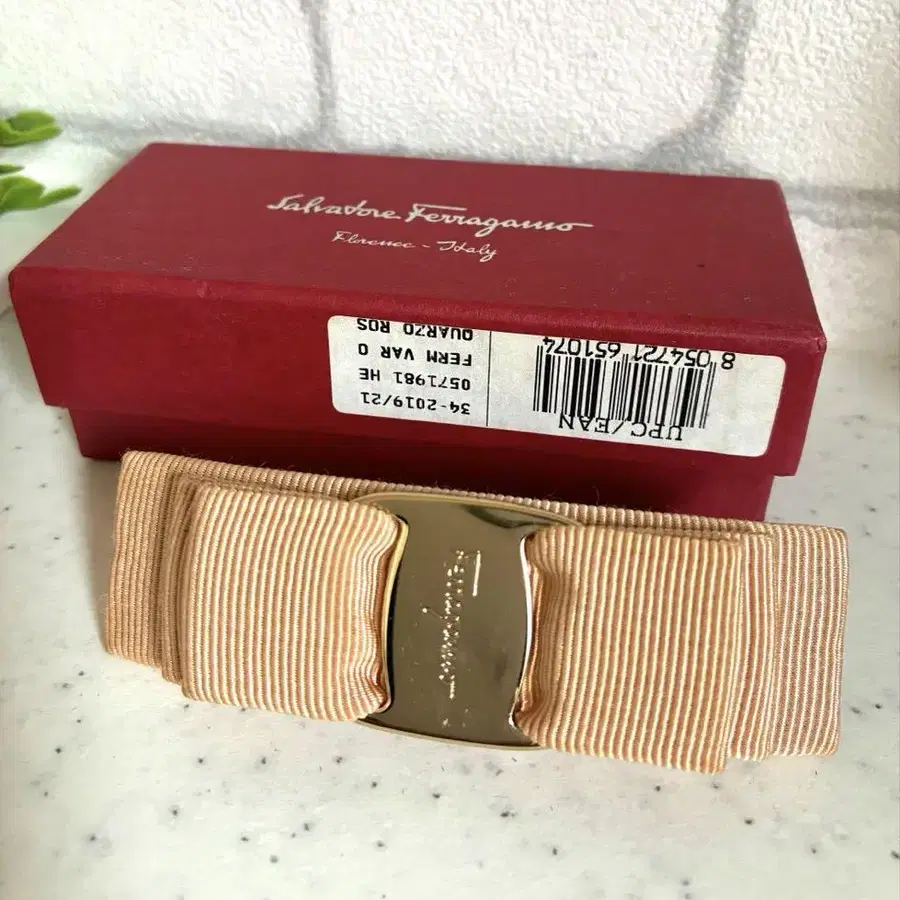 Salvatore Ferragamo
Florence - Italy
34-2019/21
0571981 HE
FERM VAR O
QUARZO ROS
UPC/EAN
8 054721 651074
Ferragamo